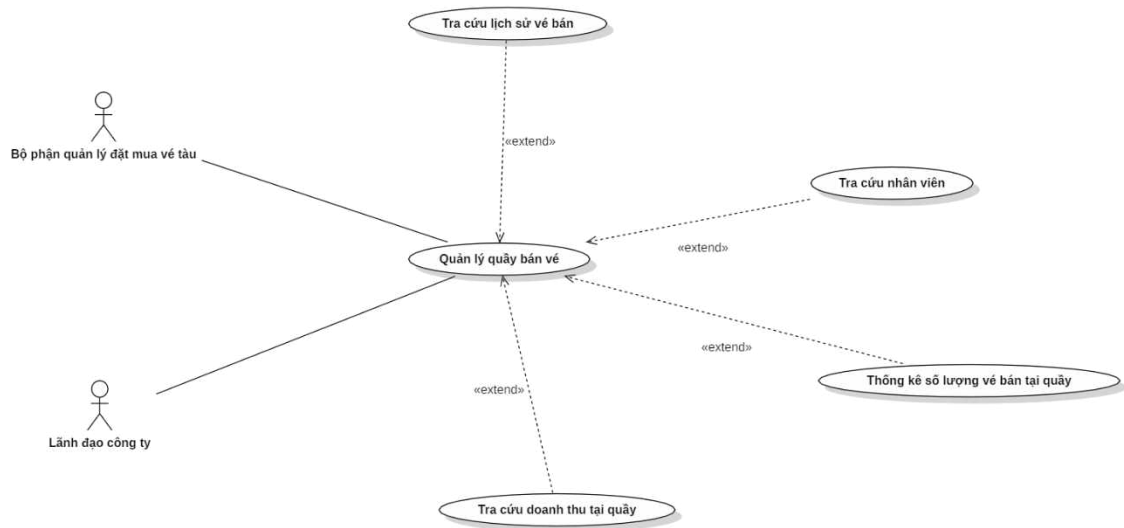 Tra cứu lịch sử vé bán
Bộ phận quản lý đặt mua vé tàu
«extend»
Tra cứu nhân viên
«extend»
Quản lý quầy bán vé
«extend»
Thống kê số lượng vé bán tại quầy
«extend»
Lãnh đạo công ty
Tra cứu doanh thu tại quầy